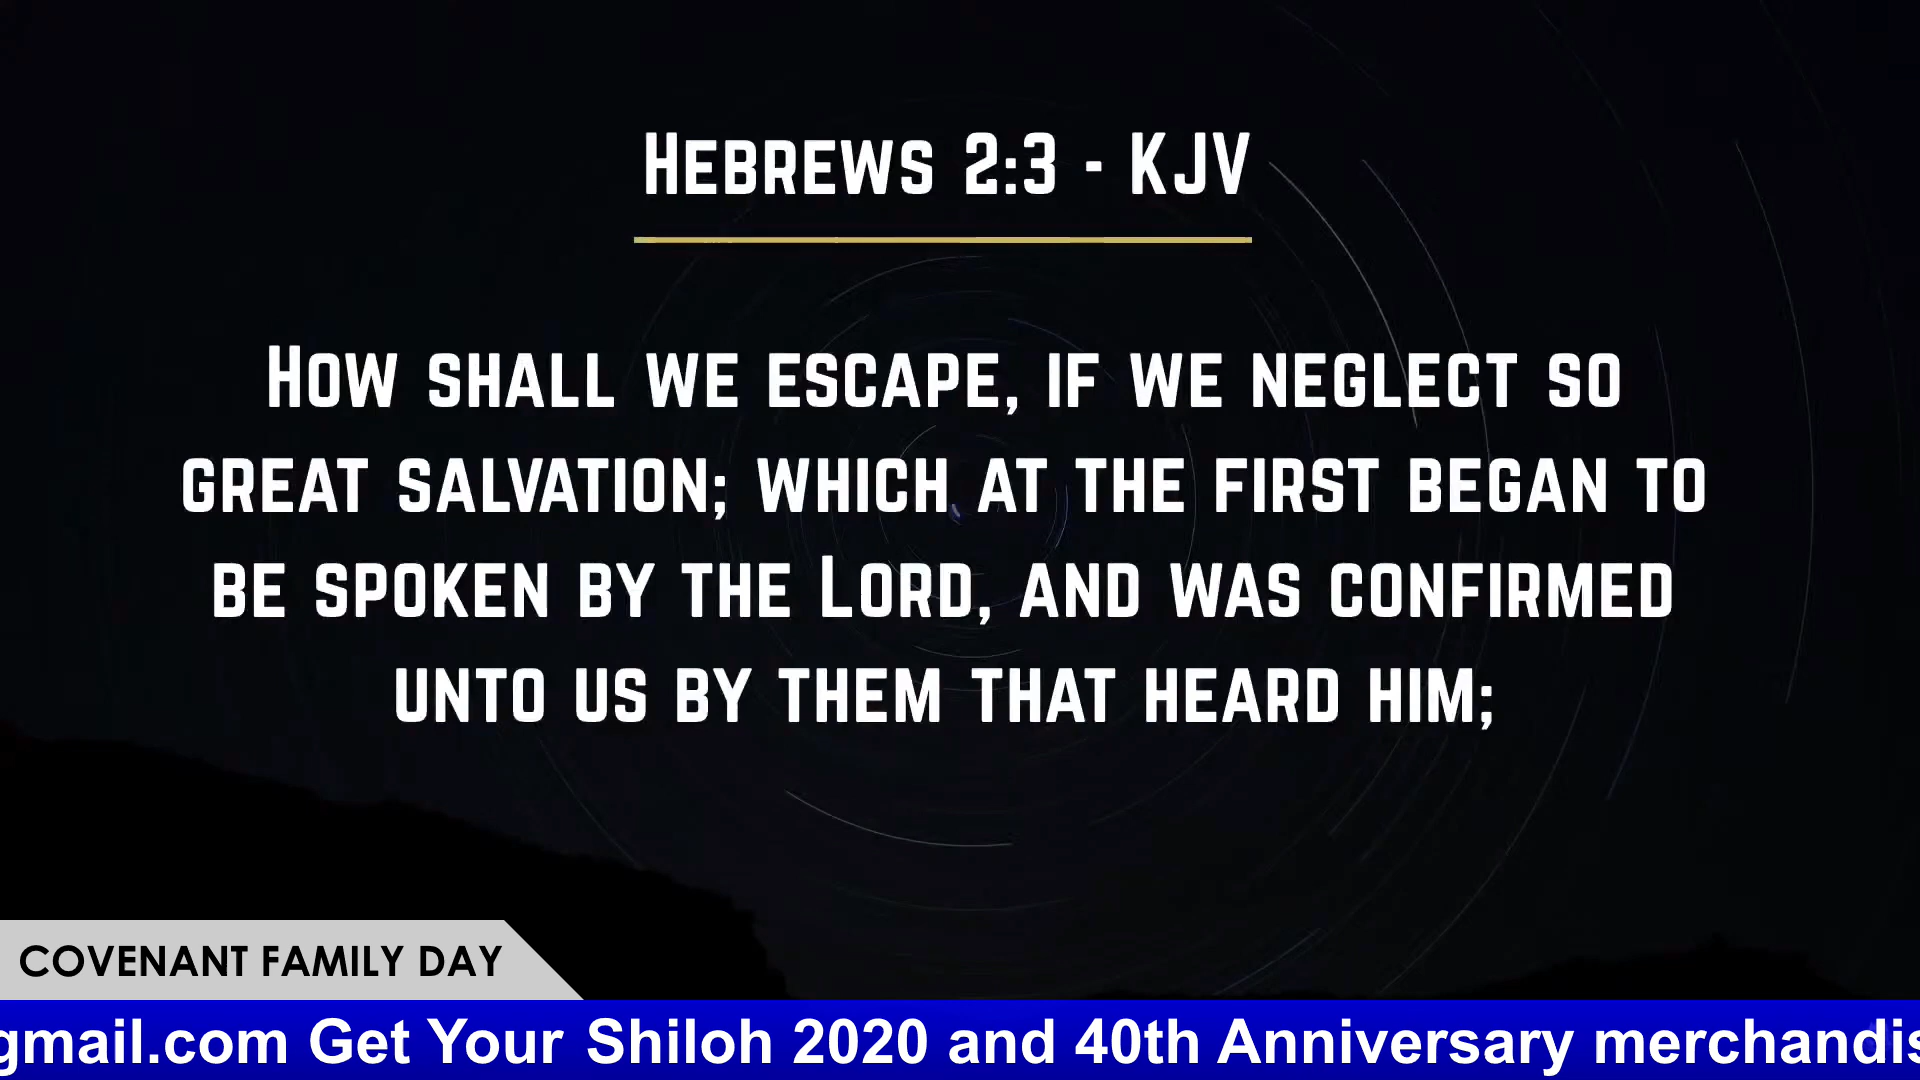 Hebrews 2:3 - KJV
How shall we escape, if we neglect so
great salvation; which at the first began to
be spoken by the Lord, and was confirmed
unto us by them that heard him;
COVENANT FAMILY DAY
gmail.com Get Your Shiloh 2020 and 40th Anniversary merchandis